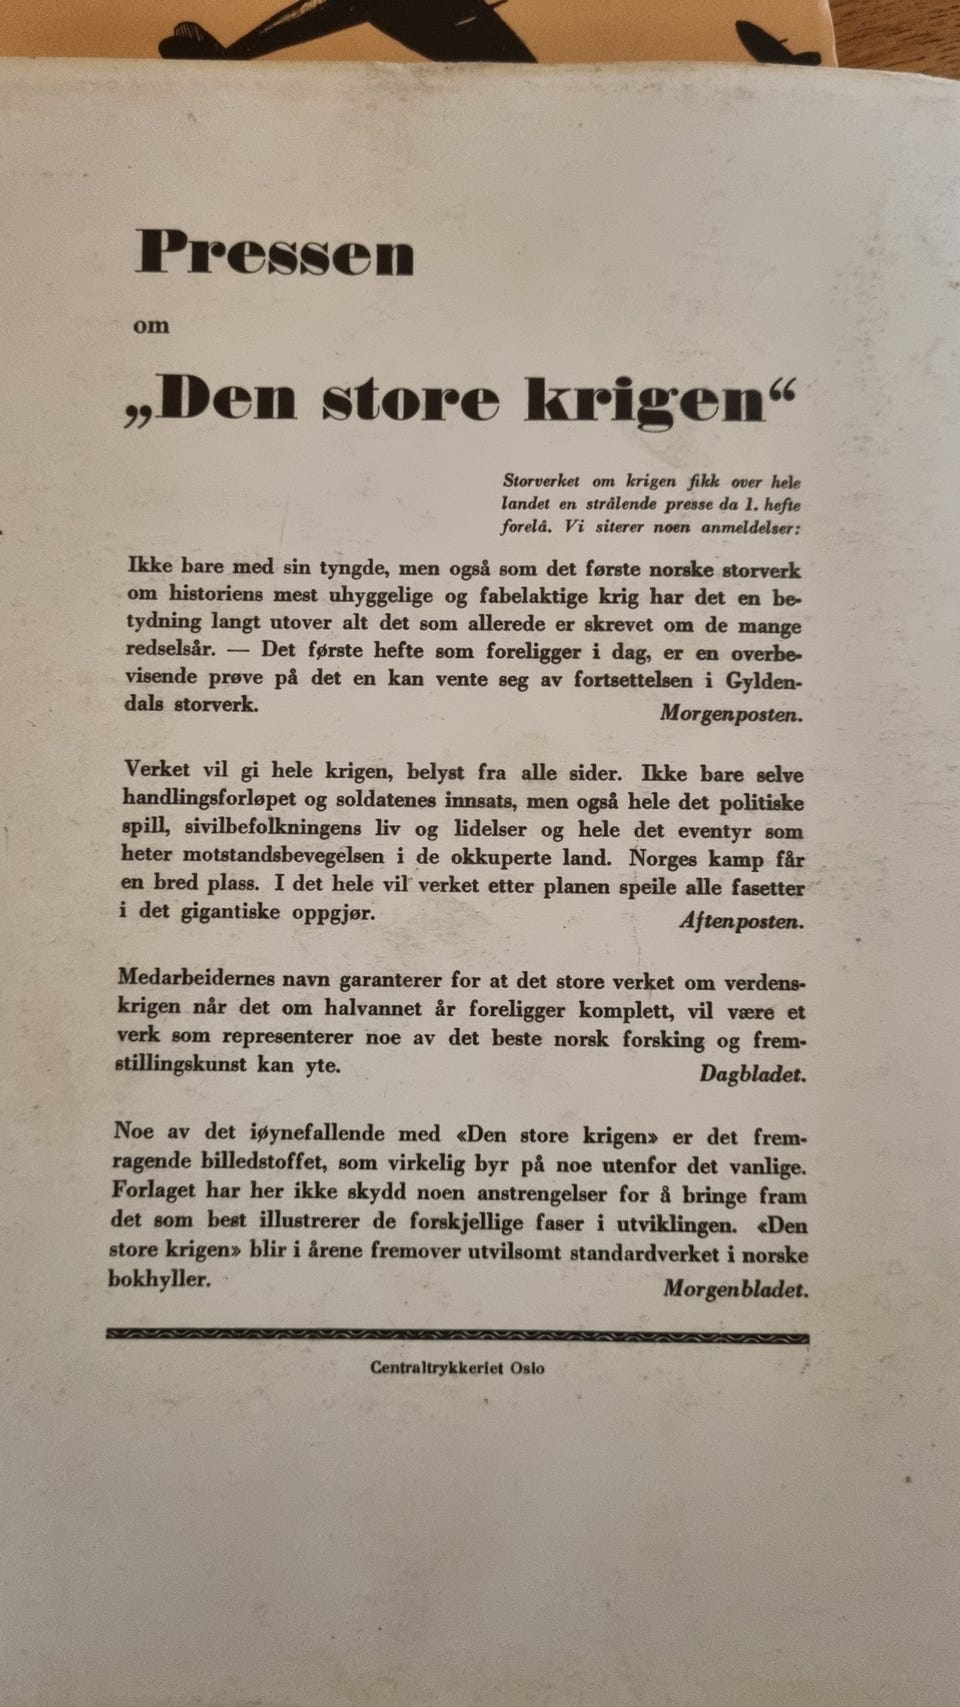 Pressen
om
„Den store krigen“
Storverket om krigen fikk over hele
landet en strålende presse da 1. hefte
forelå. Vi siterer noen anmeldelser:
Ikke bare med sin tyngde, men også som det første norske storverk
om historiens mest uhyggelige og fabelaktige krig har det en be-
tydning langt utover alt det som allerede er skrevet om de mange
redselsår. — Det første hefte som foreligger i dag, er en overbe-
visende prøve på det en kan vente seg av fortsettelsen i Gylden-
dals storverk.
Morgenposten.
Verket vil gi hele krigen, belyst fra alle sider. Ikke bare selve
handlingsforløpet og soldatenes innsats, men også hele det politiske
spill, sivilbefolkningens liv og lidelser og hele det eventyr som
heter motstandsbevegelsen i de okkuperte land. Norges kamp får
en bred plass. I det hele vil verket etter planen speile alle fasetter
i det gigantiske oppgjør.
Aftenposten.
Medarbeidernes navn garanterer for at det store verket om verdens-
krigen når det om halvannet år foreligger komplett, vil være et
verk som representerer noe av det beste norsk forsking og frem-
stillingskunst kan yte.
Dagbladet.
Noe av det iøynefallende med «Den store krigen» er det frem-
ragende billedstoffet, som virkelig byr på noe utenfor det vanlige.
Forlaget har her ikke skydd noen anstrengelser for å bringe fram
det som best illustrerer de forskjellige faser i utviklingen. «Den
store krigen» blir i årene fremover utvilsomt standardverket i norske
bokhyller.
Morgenbladet.
Centraltrykkeriet Oslo